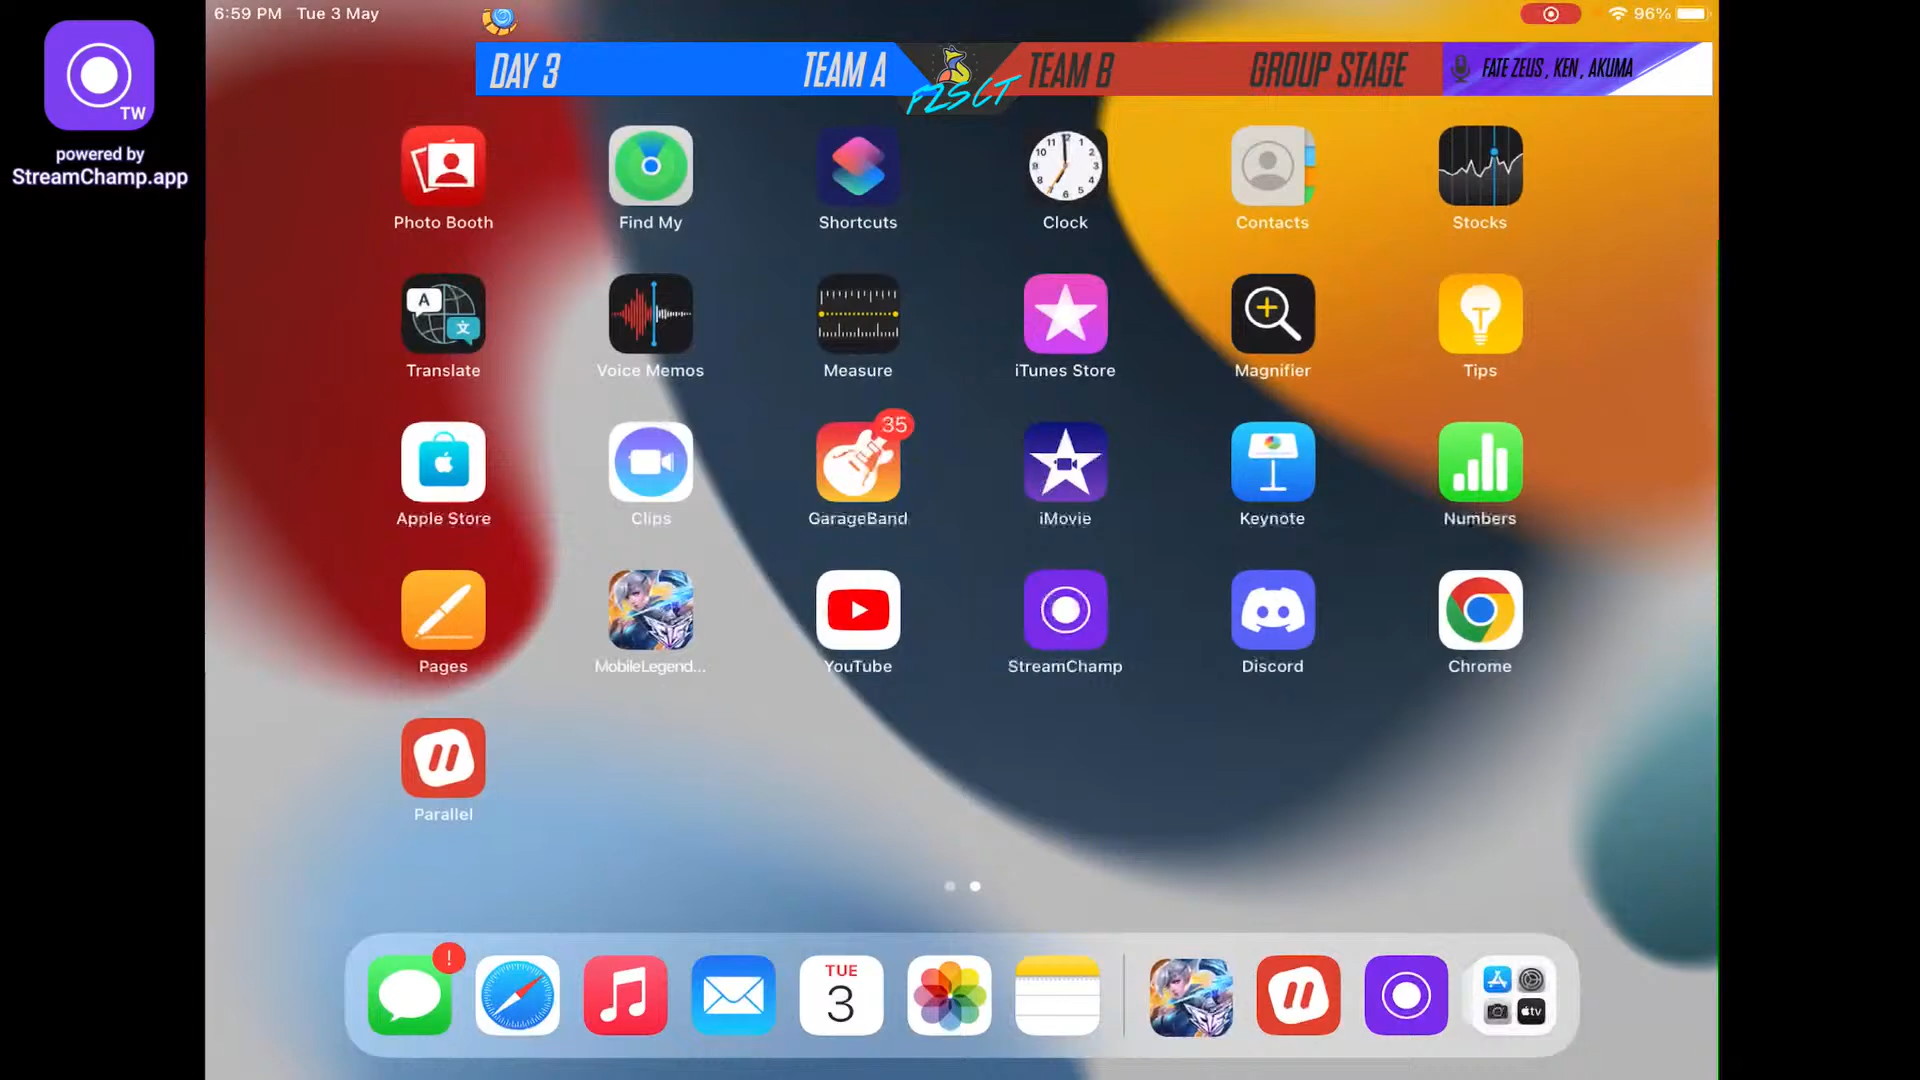 6:59 PM Tue 3 May 96%
TW
powered by
StreamChamp.app
DAY 3 TEAM A FZSCT TEAM B GROUP STAGE FATE ZEUS , KEN , AKUMA
Photo Booth Find My Shortcuts Clock Contacts Stocks
Translate Voice Memos Measure iTunes Store Magnifier Tips
35
Apple Store Clips GarageBand iMovie Keynote Numbers
Pages MobileLegend... YouTube StreamChamp Discord Chrome
Parallel
!
TUE
3
tv